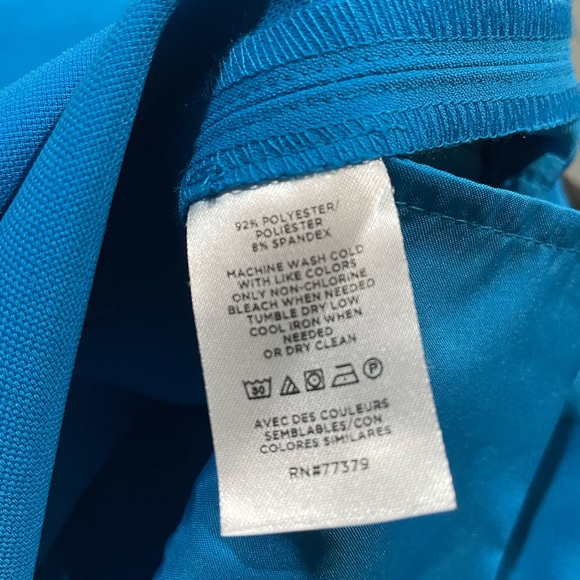 92% POLYESTER/
POLIÉSTER
8% SPANDEX
MACHINE WASH COLD
WITH LIKE COLORS
ONLY NON-CHLORINE
BLEACH WHEN NEEDED
TUMBLE DRY LOW
COOL IRON WHEN
NEEDED
OR DRY CLEAN
30 P
AVEC DES COULEURS
SEMBLABLES/CON
COLORES SIMILARES
RN#77379